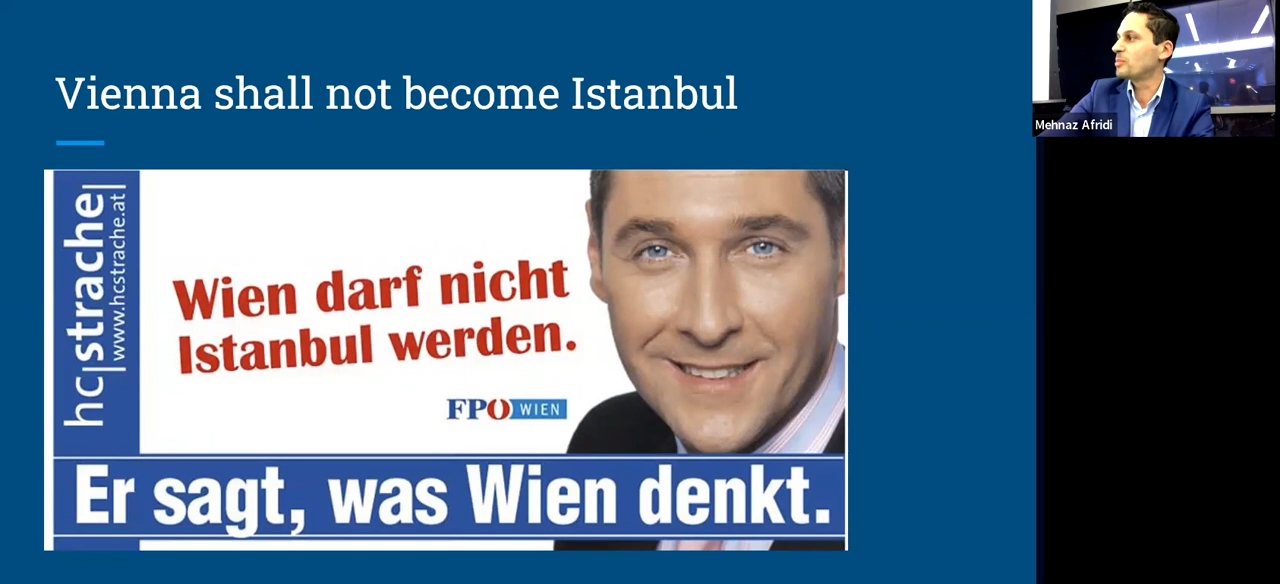 Vienna shall not become Istanbul
Mehnaz Afridi
hc|strache|
www.hcstrache.at|
Wien darf nicht
Istanbul werden.
FPO WIEN
Er sagt, was Wien denkt.